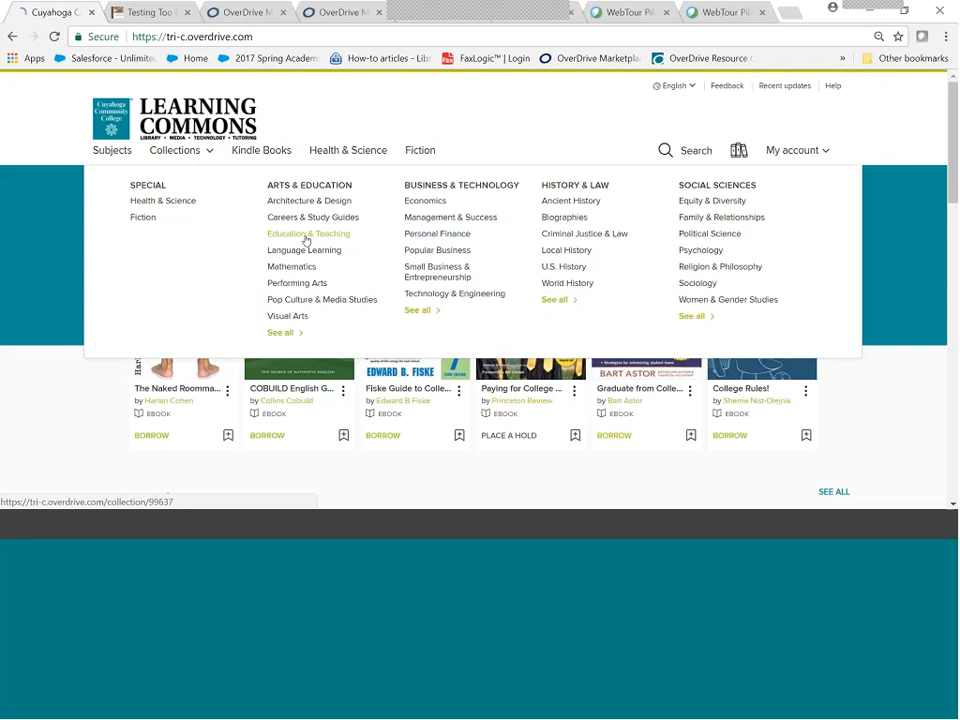 Cuyahoga C
Testing Too
OverDrive M
OverDrive M
WebTour Pi
WebTour Pi
Secure
https://tri-c.overdrive.com
Apps
Salesforce - Unlimite
Home
2017 Spring Academ
How-to articles - Libr
FaxLogic™ | Login
OverDrive Marketpla
OverDrive Resource
»
Other bookmarks
English
Feedback
Recent updates
Help
Cuyahoga
Community
College
LEARNING
COMMONS
LIBRARY • MEDIA • TECHNOLOGY • TUTORING
Subjects
Collections
Kindle Books
Health & Science
Fiction
Search
My account
SPECIAL
Health & Science
Fiction
ARTS & EDUCATION
Architecture & Design
Careers & Study Guides
Education & Teaching
Language Learning
Mathematics
Performing Arts
Pop Culture & Media Studies
Visual Arts
See all >
BUSINESS & TECHNOLOGY
Economics
Management & Success
Personal Finance
Popular Business
Small Business &
Entrepreneurship
Technology & Engineering
See all >
HISTORY & LAW
Ancient History
Biographies
Criminal Justice & Law
Local History
U.S. History
World History
See all >
SOCIAL SCIENCES
Equity & Diversity
Family & Relationships
Political Science
Psychology
Religion & Philosophy
Sociology
Women & Gender Studies
See all >
THE SOURCE OF AUTHENTIC ENGLISH
EDWARD B. FISKE
7
BART ASTOR
The Naked Roomma...
by Harlan Cohen
EBOOK
BORROW
COBUILD English G...
by Collins Cobuild
EBOOK
BORROW
Fiske Guide to Colle...
by Edward B Fiske
EBOOK
BORROW
Paying for College ...
by Princeton Review
EBOOK
PLACE A HOLD
Graduate from Colle...
by Bart Astor
EBOOK
BORROW
College Rules!
by Sherrie Nist-Olejnik
EBOOK
BORROW
SEE ALL
https://tri-c.overdrive.com/collection/99637